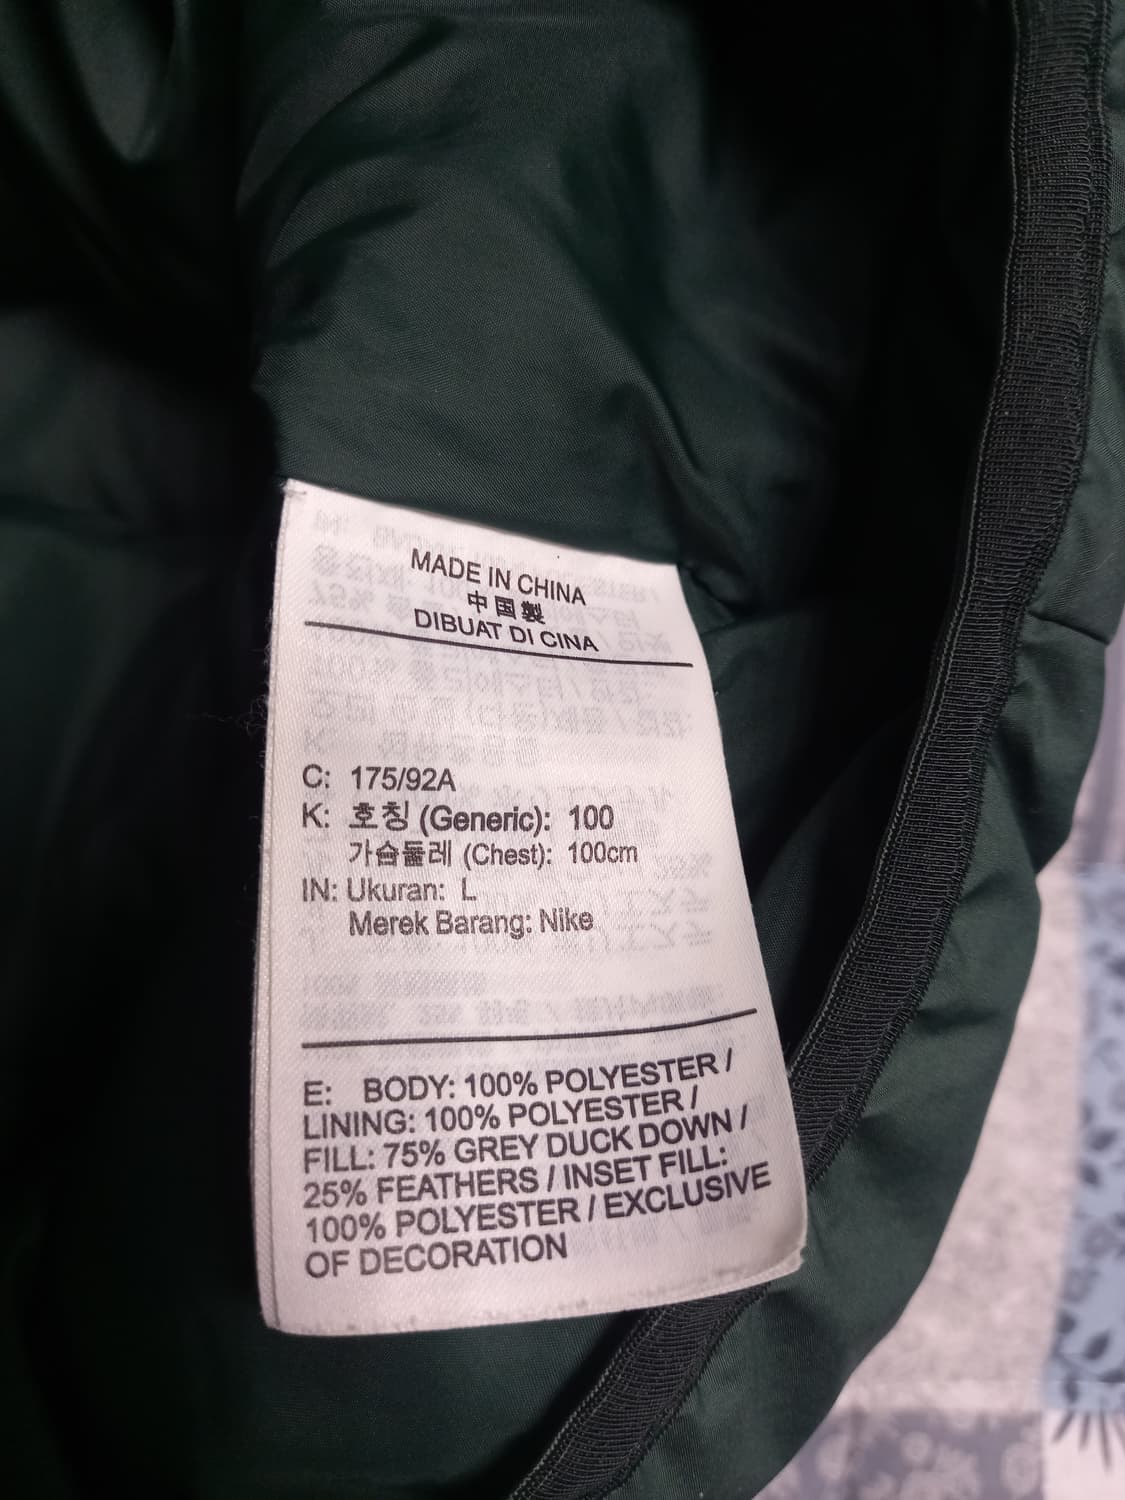 MADE IN CHINA
中国製
DIBUAT DI CINA
C: 175/92A
K: 호칭 (Generic): 100
가슴둘레 (Chest): 100cm
IN: Ukuran: L
Merek Barang: Nike
E: BODY: 100% POLYESTER /
LINING: 100% POLYESTER /
FILL: 75% GREY DUCK DOWN /
25% FEATHERS / INSET FILL:
100% POLYESTER / EXCLUSIVE
OF DECORATION